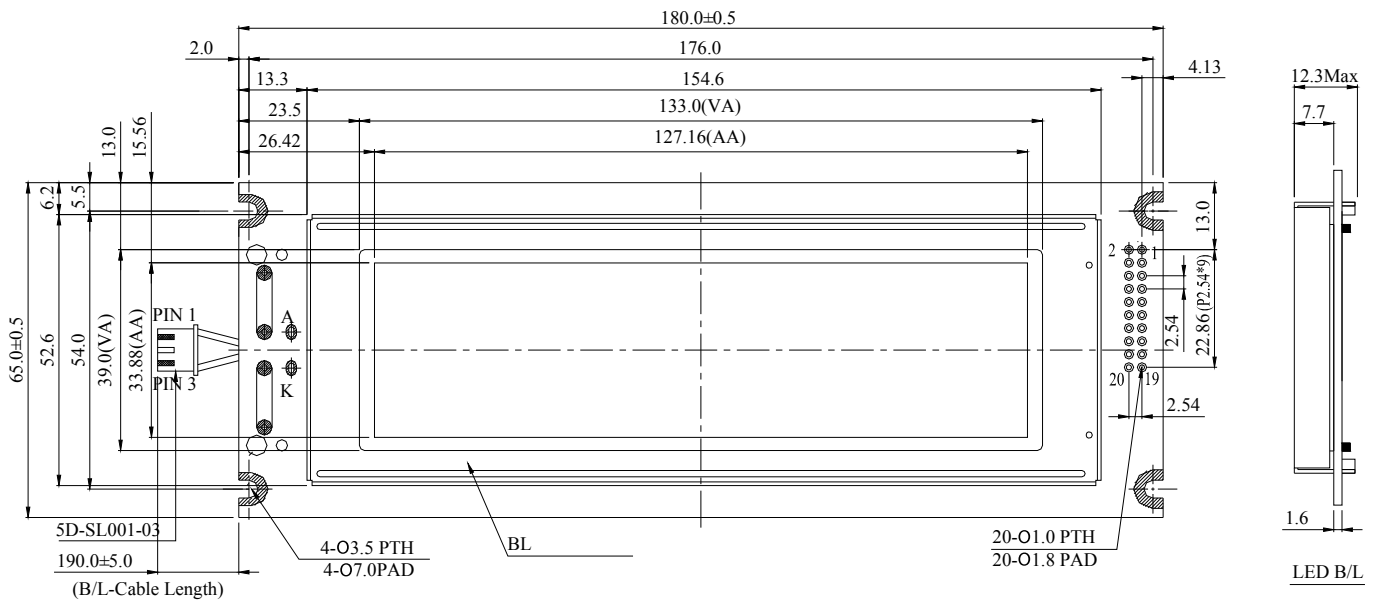 180.0±0.5
2.0
176.0
4.13
13.3
154.6
12.3Max
23.5
133.0(VA)
7.7
26.42
127.16(AA)
13.0
15.56
6.2
5.5
13.0
2
1
PIN 1
A
65.0±0.5
52.6
54.0
39.0(VA)
33.88(AA)
2.54
22.86(P2.54*9)
PIN 3
K
20
19
2.54
5D-SL001-03
190.0±5.0
(B/L-Cable Length)
4-O3.5 PTH
4-O7.0PAD
BL
20-O1.0 PTH
20-O1.8 PAD
1.6
LED B/L